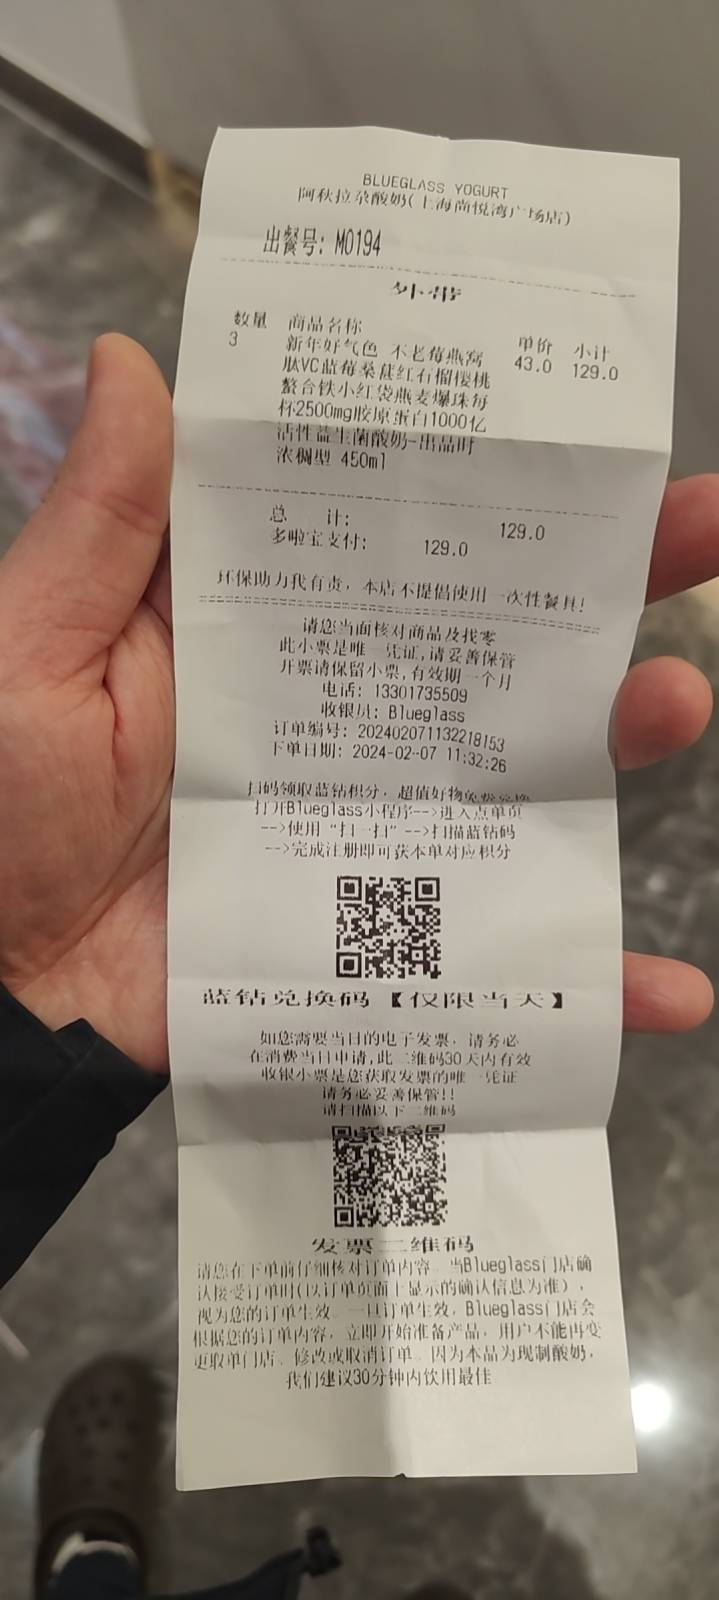 BLUEGLASS YOGURT
阿秋拉尕酸奶(上海尚悦湾广场店)
出餐号: M0194
外带
数量 商品名称 单价 小计
3 新年好气色 不老莓燕窝 43.0 129.0
肽VC蓝莓桑葚红石榴樱桃
螯合铁小红袋燕麦爆珠每
杯2500mg胶原蛋白1000亿
活性益生菌酸奶-出品时
浓稠型 450ml
总 计: 129.0
多啦宝支付: 129.0
环保助力我有责, 本店不提倡使用一次性餐具!
请您当面核对商品及找零
此小票是唯一凭证,请妥善保管
开票请保留小票,有效期一个月
电话: 13301735509
收银员: Blueglass
订单编号: 202402071132218153
下单日期: 2024-02-07 11:32:26
扫码领取蓝钻积分, 超值好物免费兑换
打开Blueglass小程序-->进入点单页
-->使用“扫一扫”-->扫描蓝钻码
-->完成注册即可获本单对应积分
蓝钻兑换码【仅限当天】
如您需要当日的电子发票, 请务必
在消费当日申请,此二维码30天内有效
收银小票是您获取发票的唯一凭证
请务必妥善保管!!
请扫描以下二维码
发票二维码
请您在下单前仔细核对订单内容。当Blueglass门店确
认接受订单时(以订单页面上显示的确认信息为准),
视为您的订单生效。一旦订单生效, Blueglass门店会
根据您的订单内容, 立即开始准备产品, 用户不能再变
更取单门店、修改或取消订单。因为本品为现制酸奶,
我们建议30分钟内饮用最佳